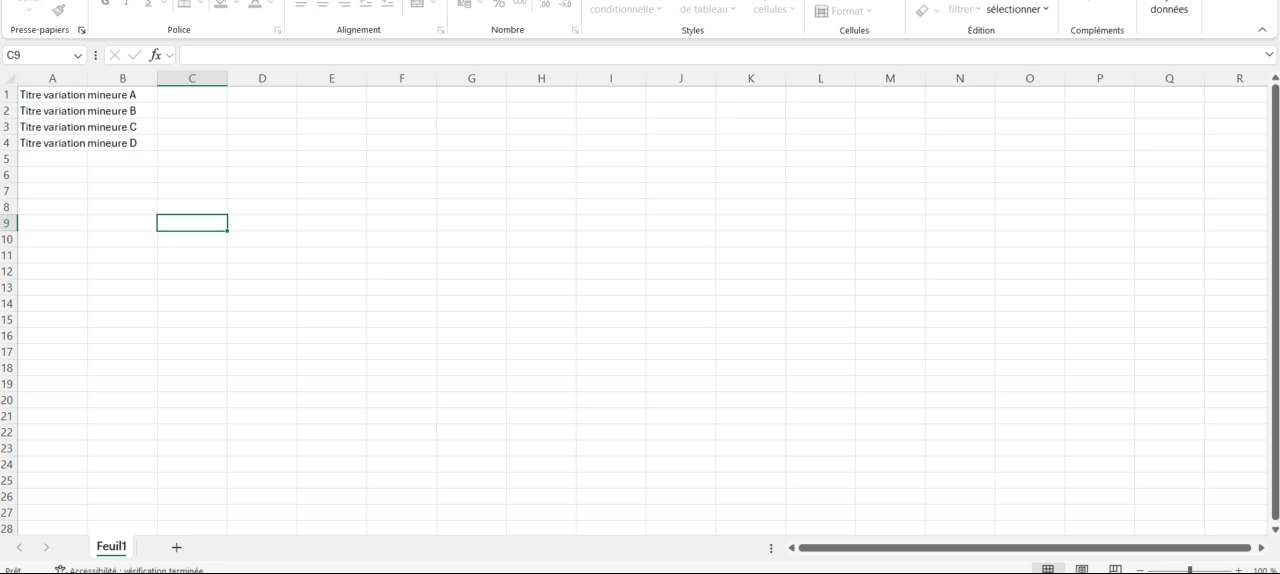 conditionnelle de tableau cellules Format filtrer sélectionner données
Presse-papiers Police Alignement Nombre Styles Cellules Édition Compléments
C9 fx
A B C D E F G H I J K L M N O P Q R
1 Titre variation mineure A
2 Titre variation mineure B
3 Titre variation mineure C
4 Titre variation mineure D
5
6
7
8
9
10
11
12
13
14
15
16
17
18
19
20
21
22
23
24
25
26
27
28
Feuil1
Prêt Accessibilité : vérification terminée 100 %